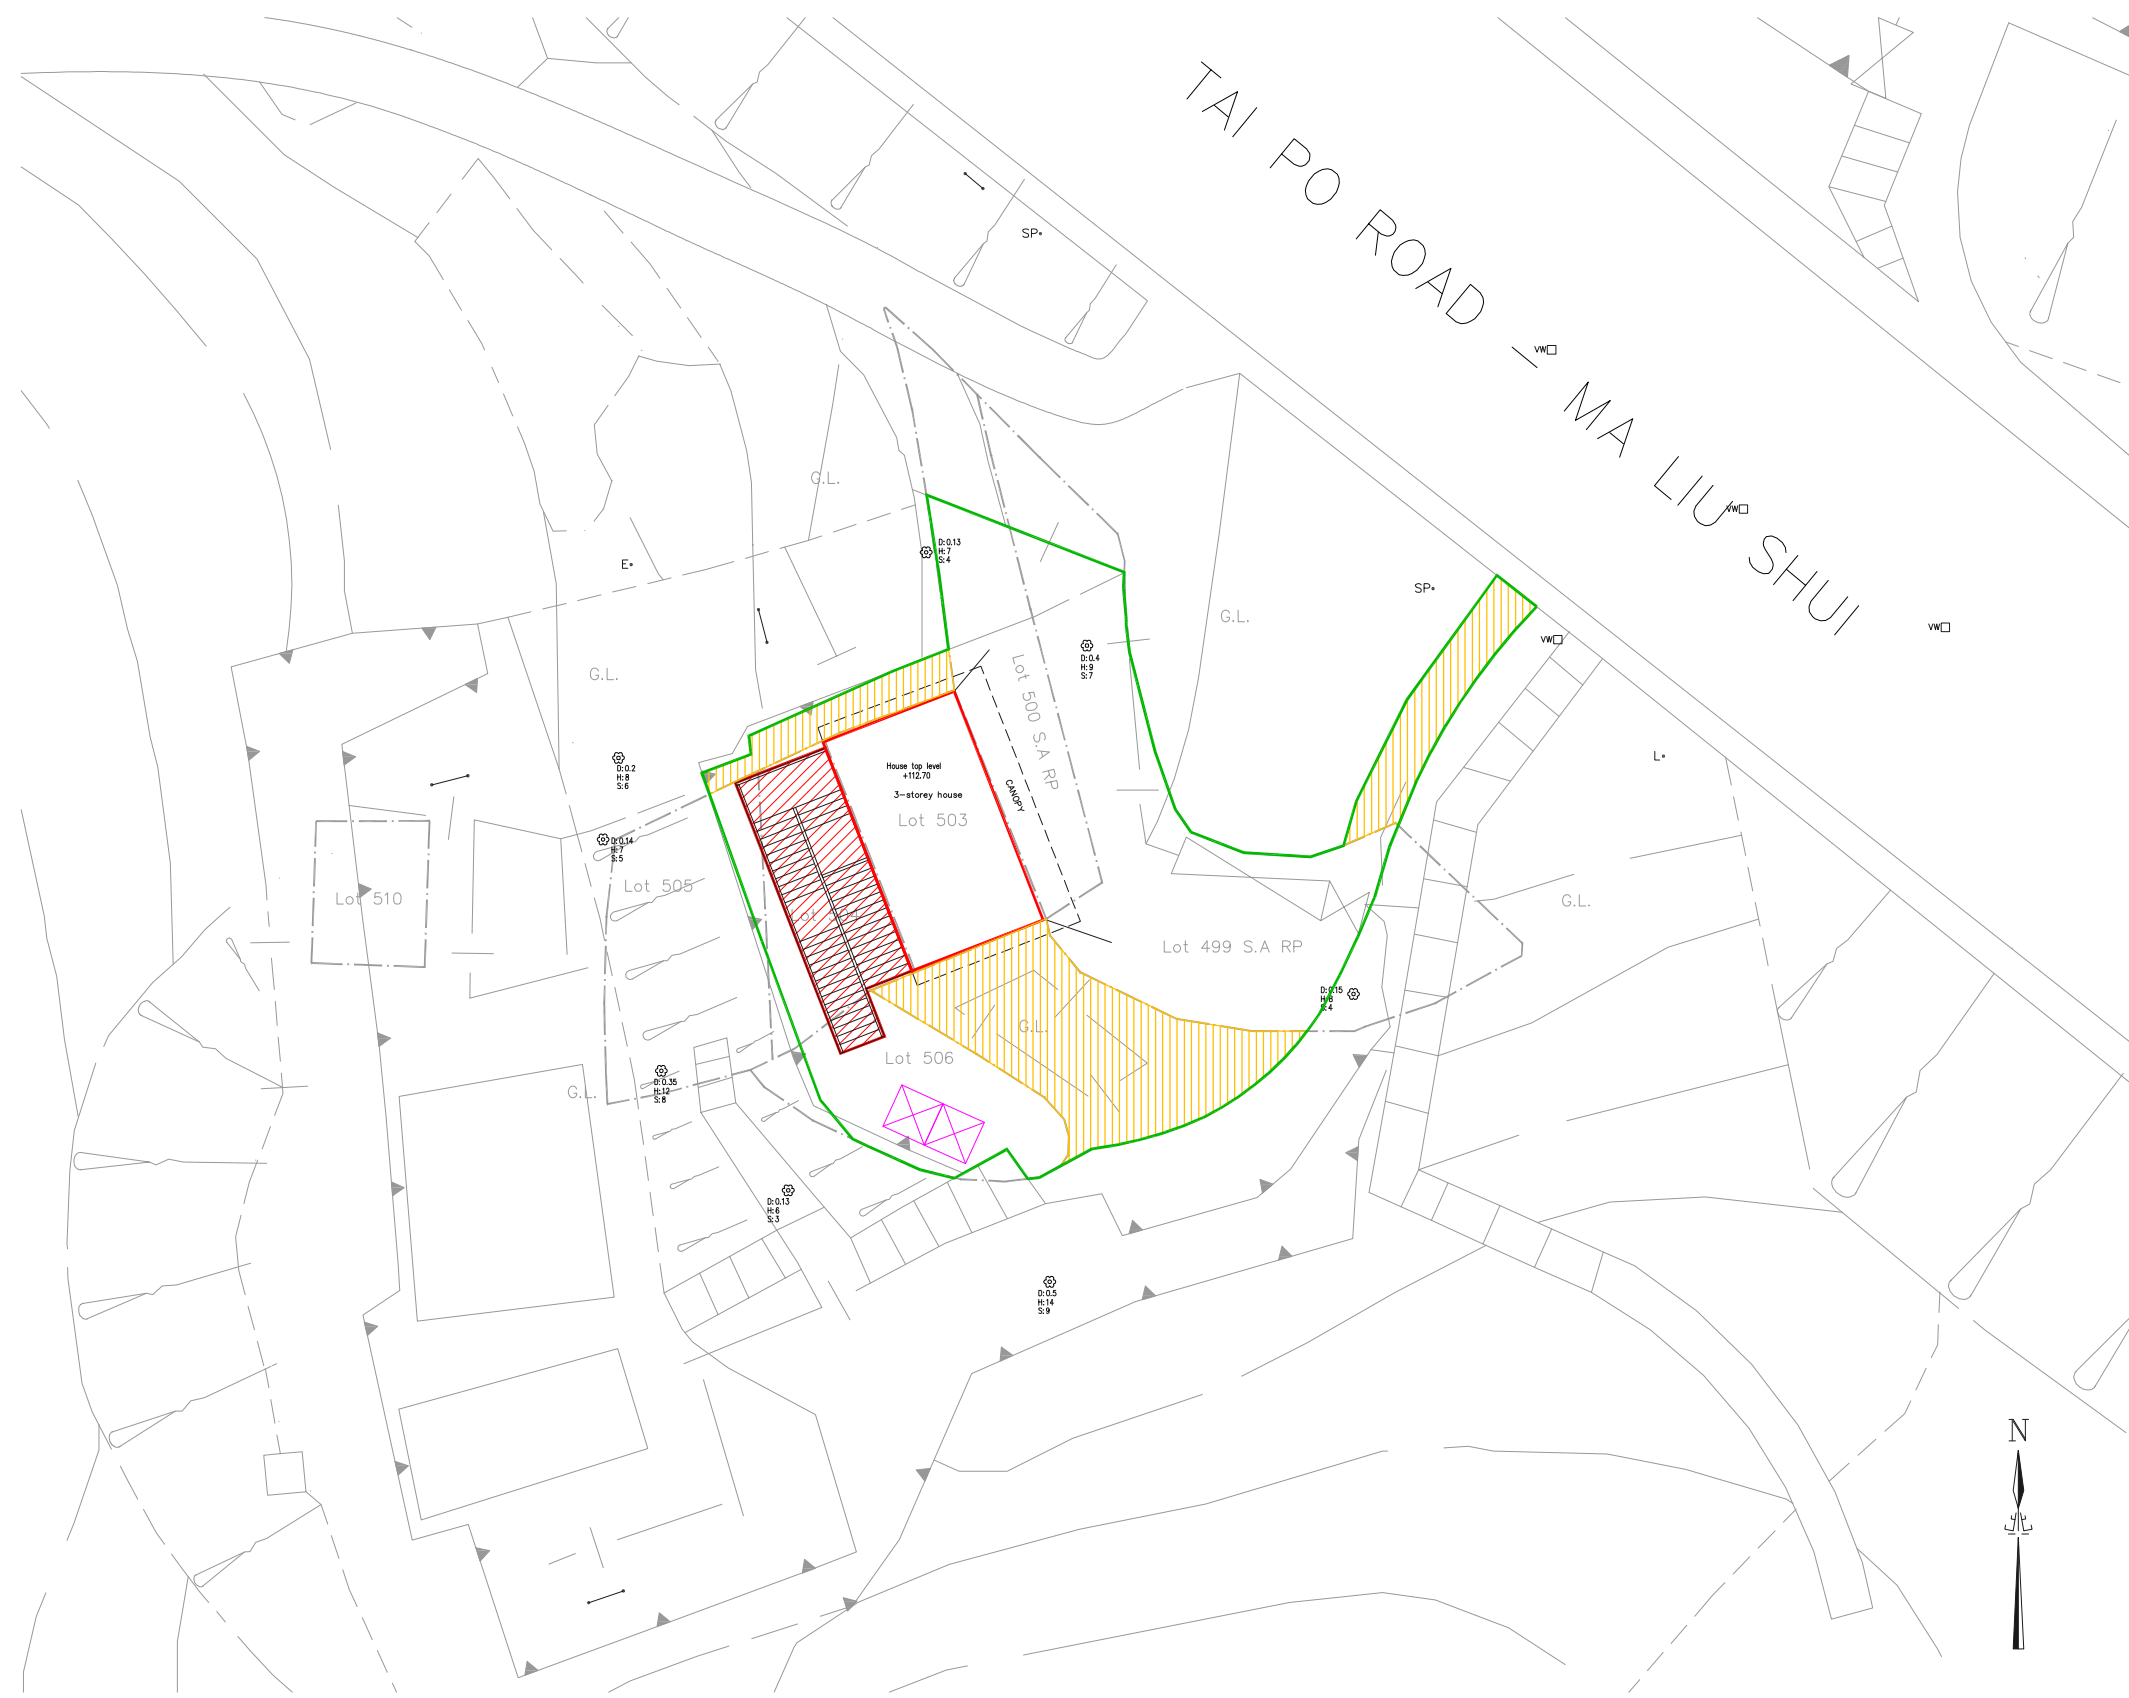 TAI PO ROAD — MA LIU SHUI
SP
VW
G.L.
VW
D:0.13
H:7
S:4
E
SP
G.L.
VW
VW
D:0.4
H:9
S:7
G.L.
Lot 500 S.A RP
L
D:0.2
H:8
S:6
House top level
+112.70
3-storey house
CANOPY
Lot 503
D:0.14
H:7
S:5
Lot 505
Lot 510
Lot 504
G.L.
Lot 499 S.A RP
D:0.15
H:8
S:4
G.L.
Lot 506
D:0.35
H:12
S:8
G.L.
D:0.13
H:6
S:3
D:0.5
H:14
S:9
N